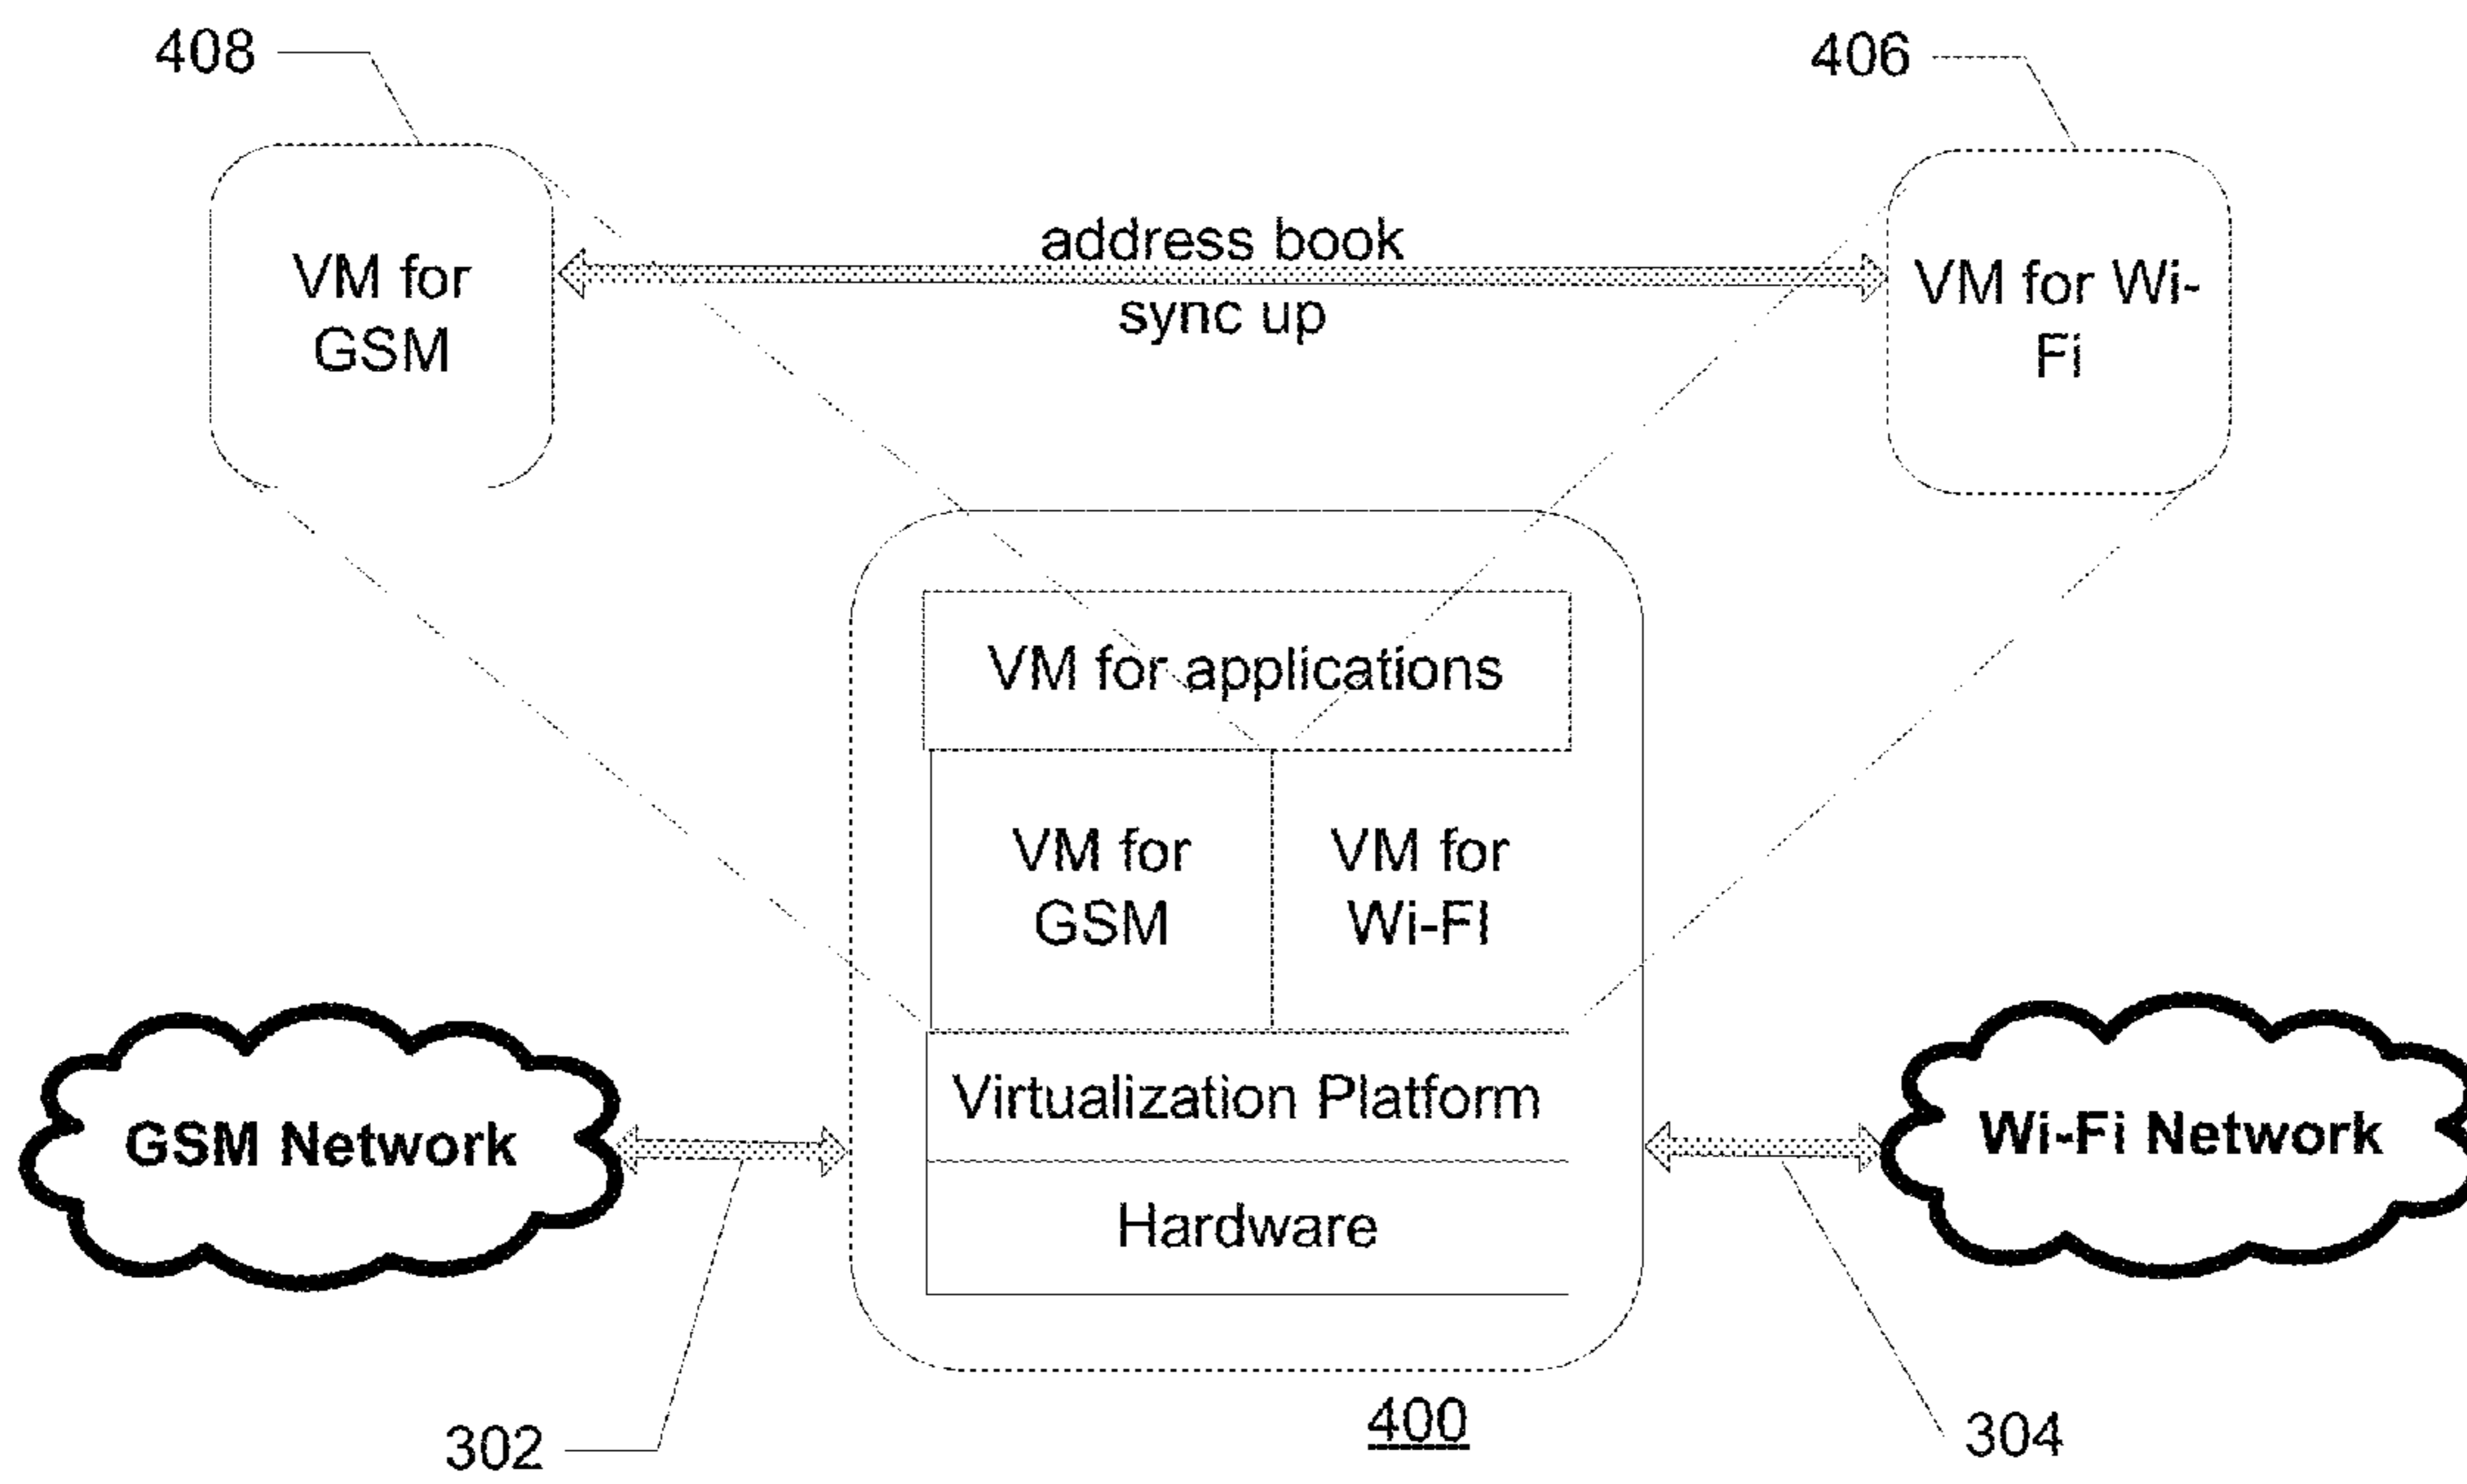 408
406
VM for
GSM
address book
sync up
VM for Wi-
Fi
VM for applications
VM for
GSM
VM for
Wi-FI
Virtualization Platform
GSM Network
Wi-Fi Network
Hardware
302
400
304